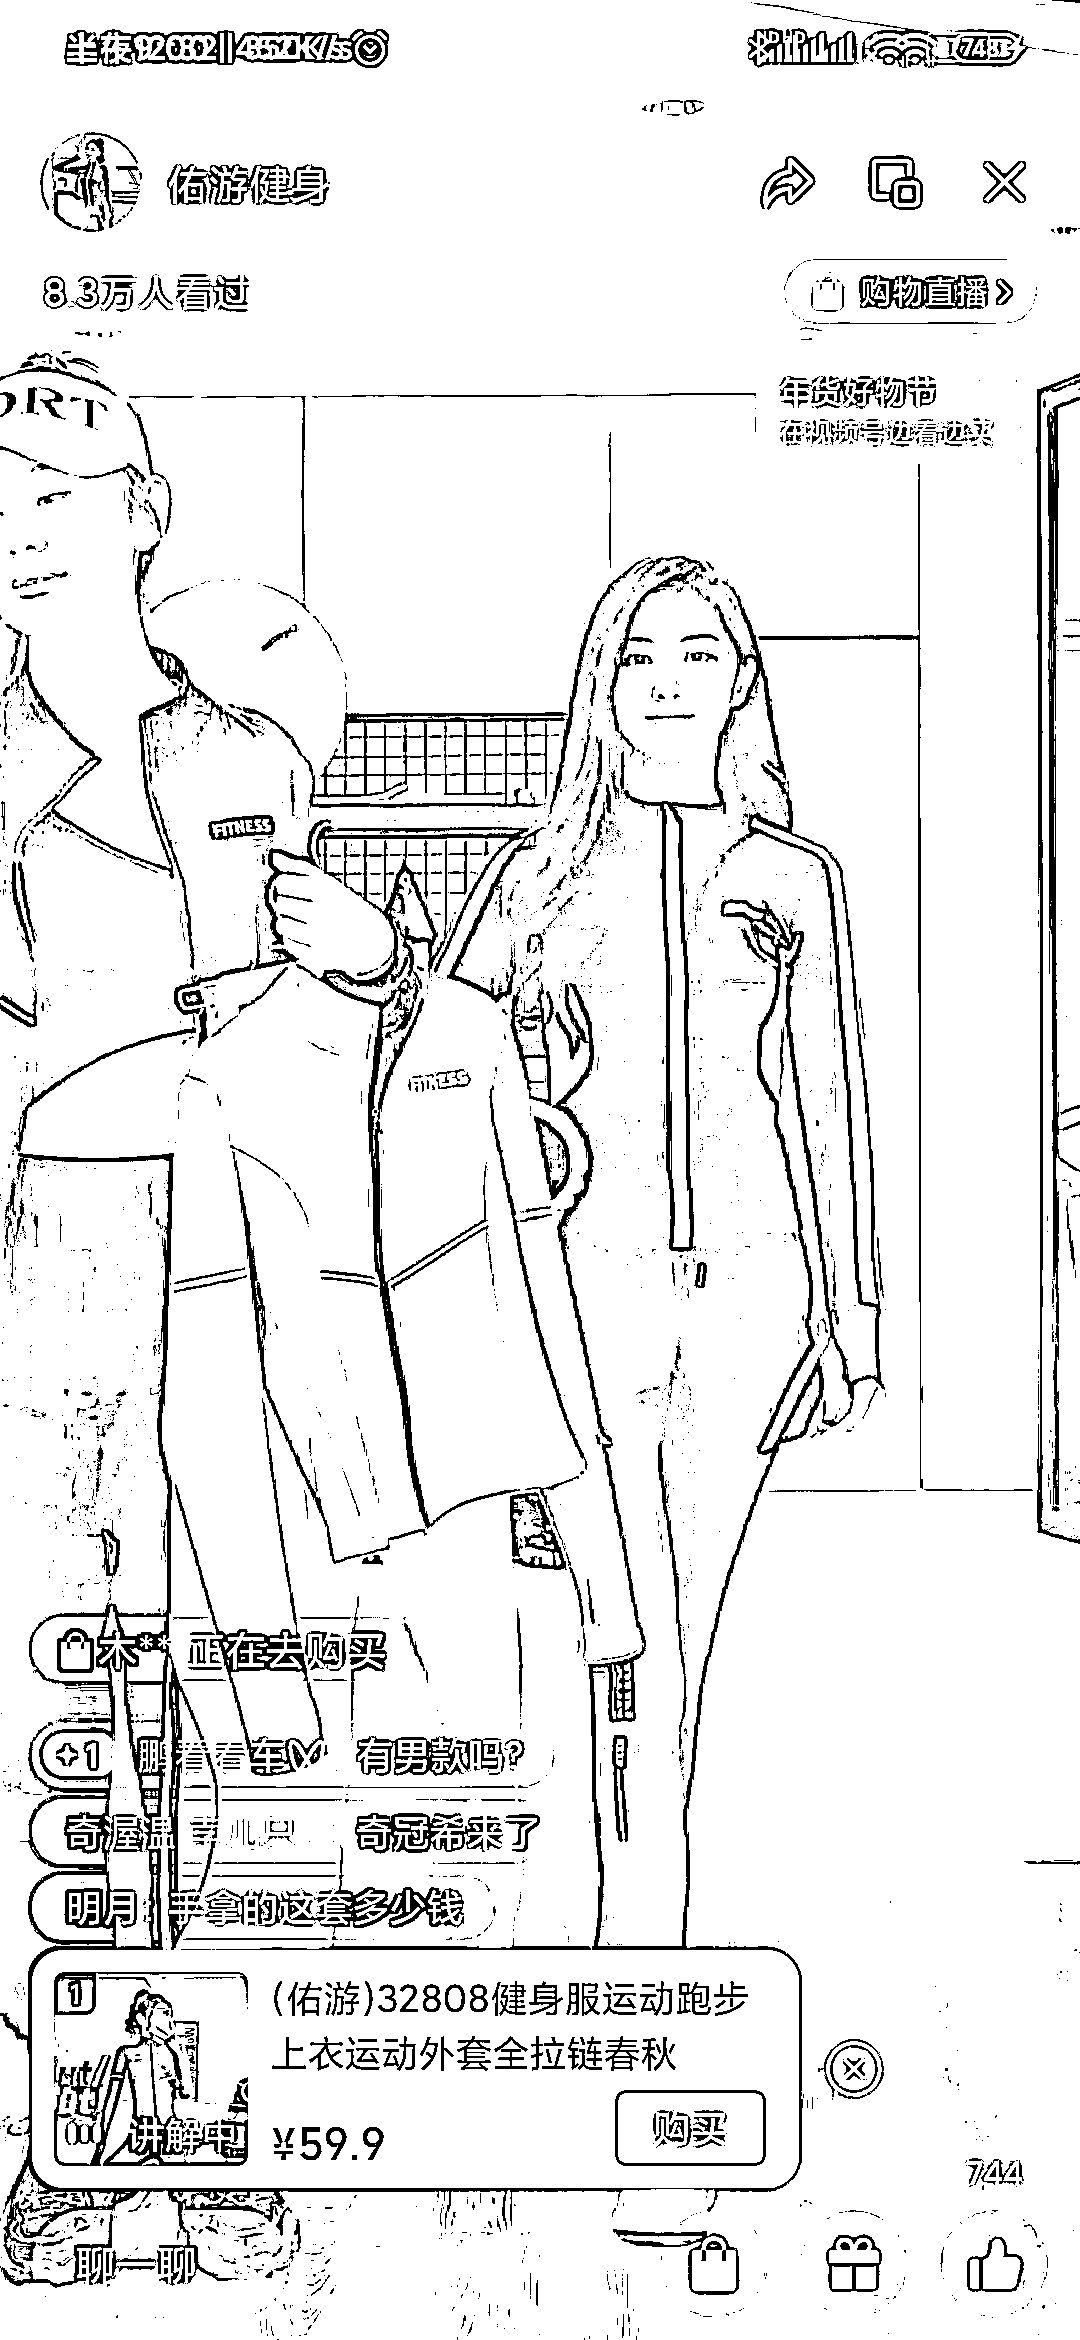 佑游健身
8.3万人看过
购物直播
年货好物节
在视频号边看边买
ORT
FITNESS
FITNESS
木** 正在去购买
+1
有男款吗?
奇冠希来了
明月: 手拿的这套多少钱
1
讲解中
(佑游)32808健身服运动跑步
上衣运动外套全拉链春秋
¥59.9
购买
744
聊一聊